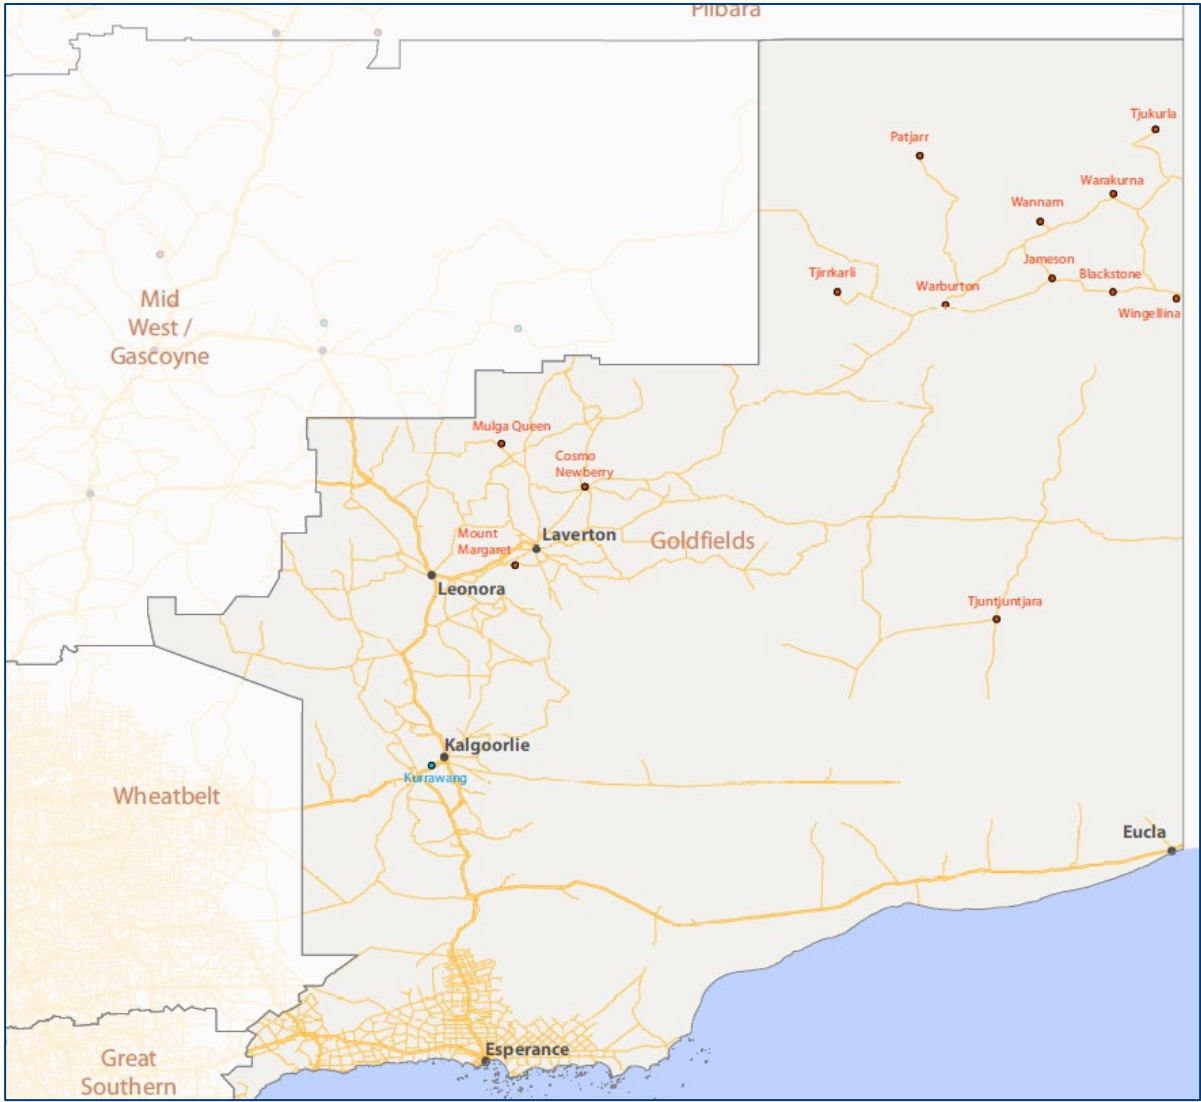 Pilbara
Tjukurla
Patjarr
Warakurna
Wannarn
Jameson
Tjirrkarli
Blackstone
Warburton
Wingellina
Mid
West /
Gascoyne
Mulga Queen
Cosmo
Newberry
Mount
Margaret
Laverton
Goldfields
Leonora
Tjuntjuntjara
Kalgoorlie
Kurrawang
Wheatbelt
Eucla
Esperance
Great
Southern